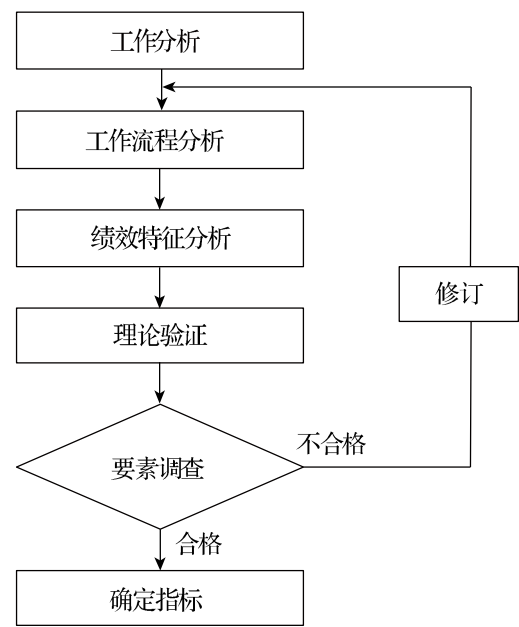 工作分析
工作流程分析
绩效特征分析
修订
理论验证
不合格
要素调查
合格
确定指标